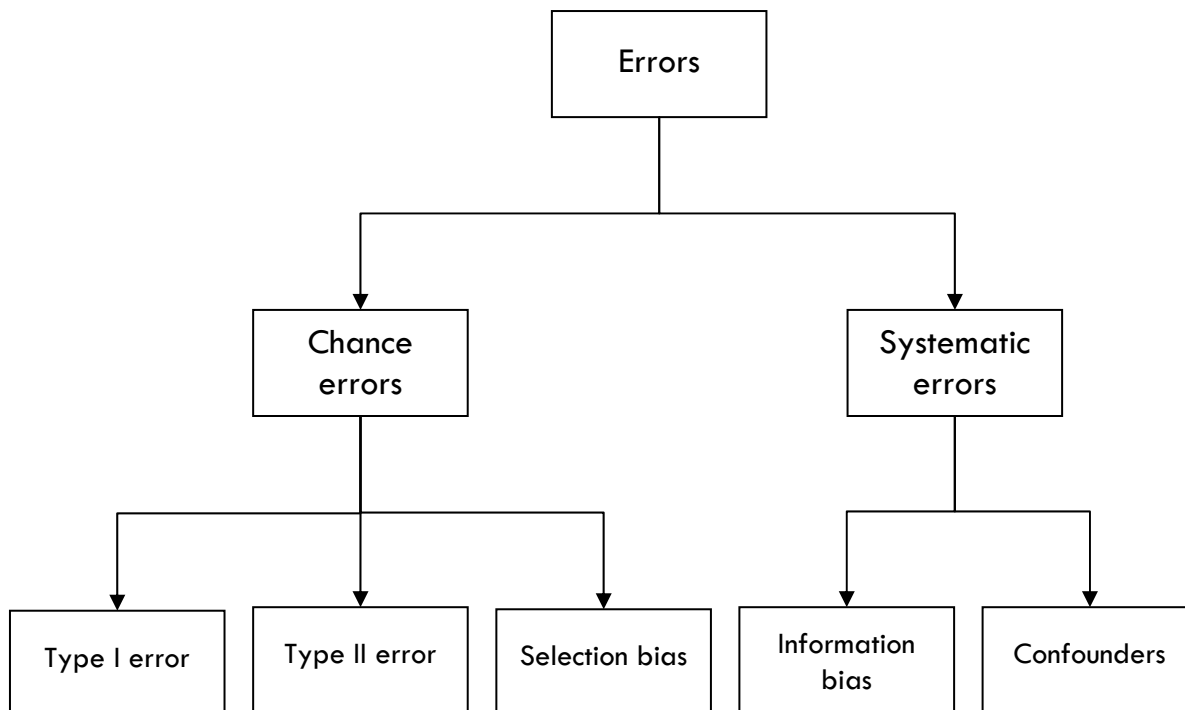 Errors
Chance
errors
Systematic
errors
Type I error
Type II error
Selection bias
Information
bias
Confounders